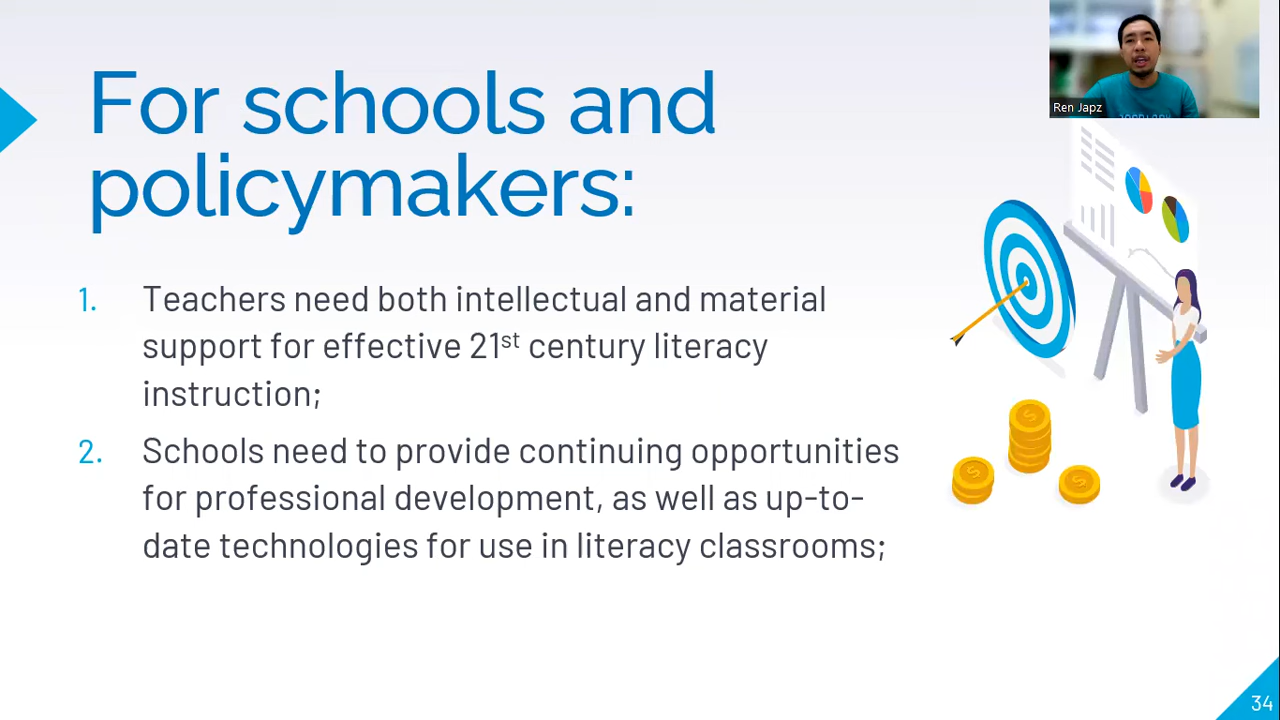 Ren Japz
For schools and
policymakers:
1. Teachers need both intellectual and material
support for effective 21st century literacy
instruction;
2. Schools need to provide continuing opportunities
for professional development, as well as up-to-
date technologies for use in literacy classrooms;
34